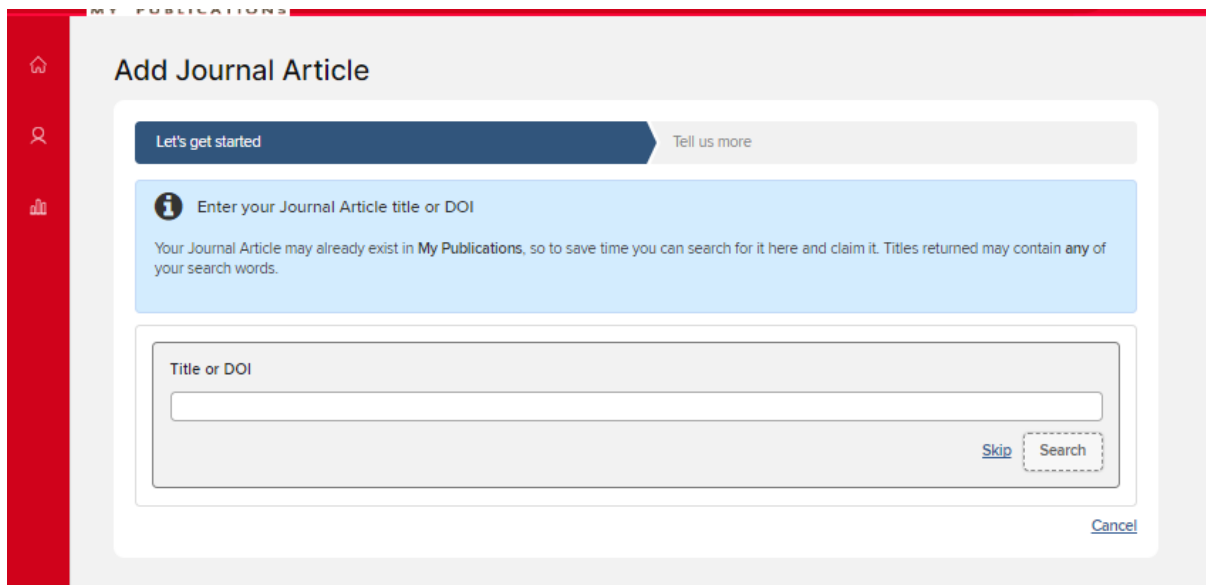 MY PUBLICATIONS
Add Journal Article
Let's get started
Tell us more
Enter your Journal Article title or DOI
Your Journal Article may already exist in My Publications, so to save time you can search for it here and claim it. Titles returned may contain any of
your search words.
Title or DOI
Skip
Search
Cancel